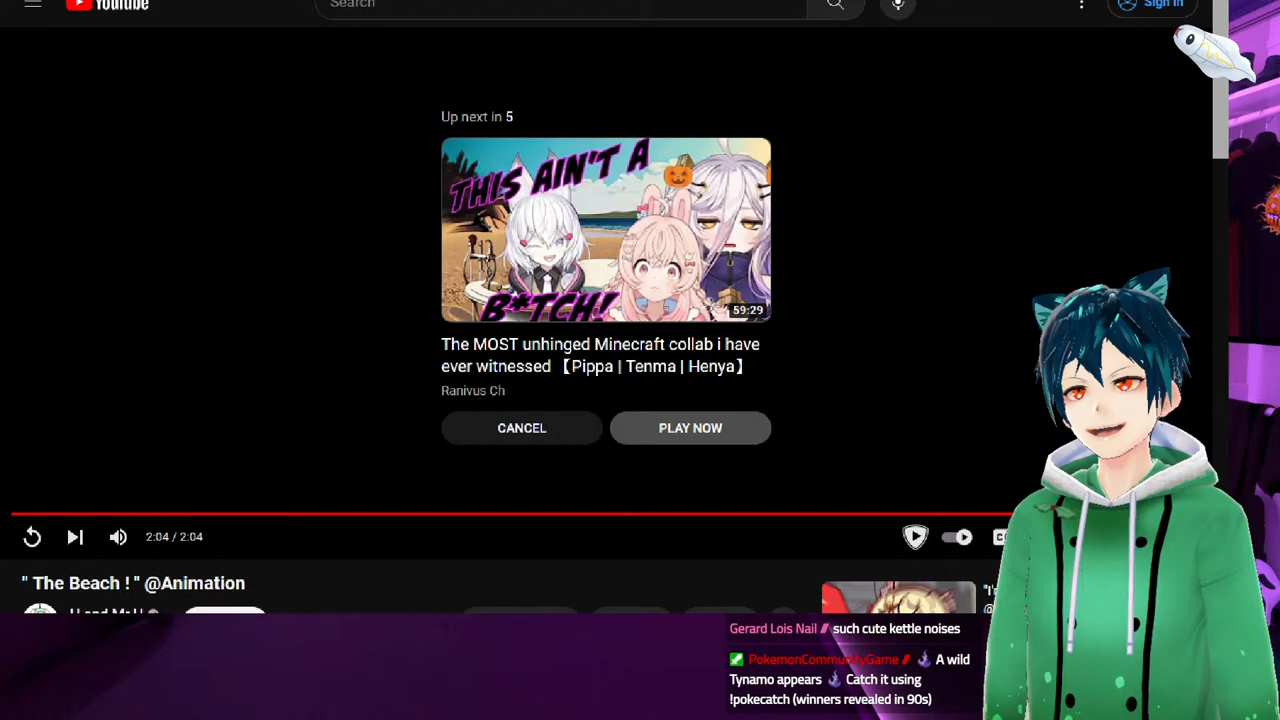 YouTube
Search
Sign in
Up next in 5
THIS AIN'T A
B*TCH!
59:29
The MOST unhinged Minecraft collab i have
ever witnessed 【Pippa | Tenma | Henya】
Ranivus Ch
CANCEL
PLAY NOW
2:04 / 2:04
" The Beach ! " @Animation
Gerard Lois Nail // such cute kettle noises
PokemonCommunityGame // A wild
Tynamo appears Catch it using
!pokecatch (winners revealed in 90s)